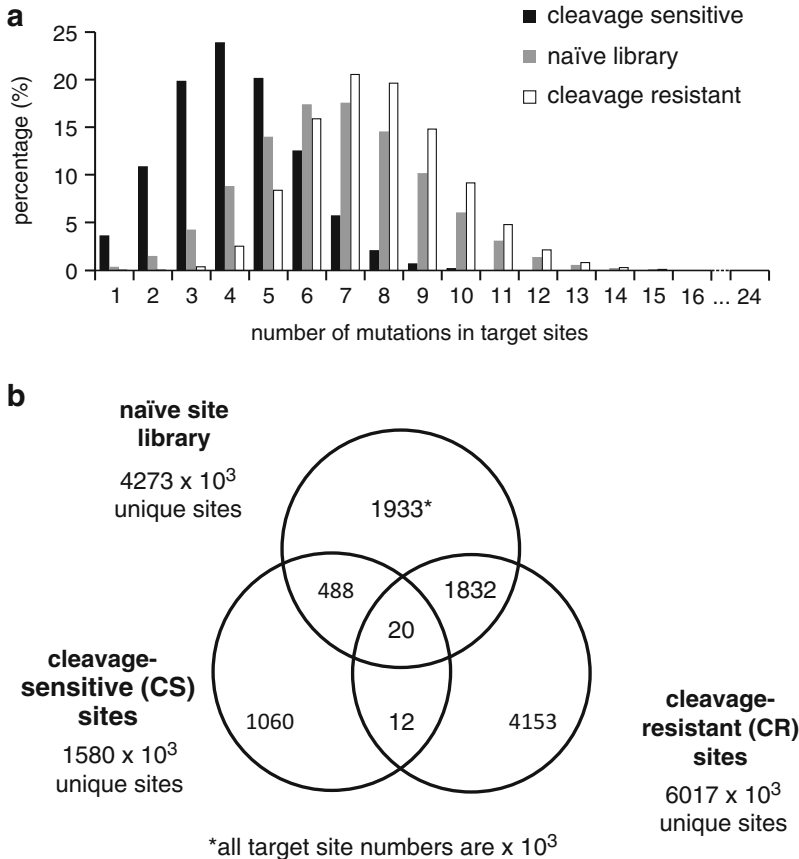 a
cleavage sensitive
naïve library
cleavage resistant
percentage (%)
25
20
15
10
5
0
1 2 3 4 5 6 7 8 9 10 11 12 13 14 15 16 ... 24
number of mutations in target sites
b
naïve site
library
4273 x 10³
unique sites
1933*
488
1832
20
cleavage-
sensitive (CS)
sites
1580 x 10³
unique sites
1060
12
4153
cleavage-
resistant (CR)
sites
6017 x 10³
unique sites
*all target site numbers are x 10³